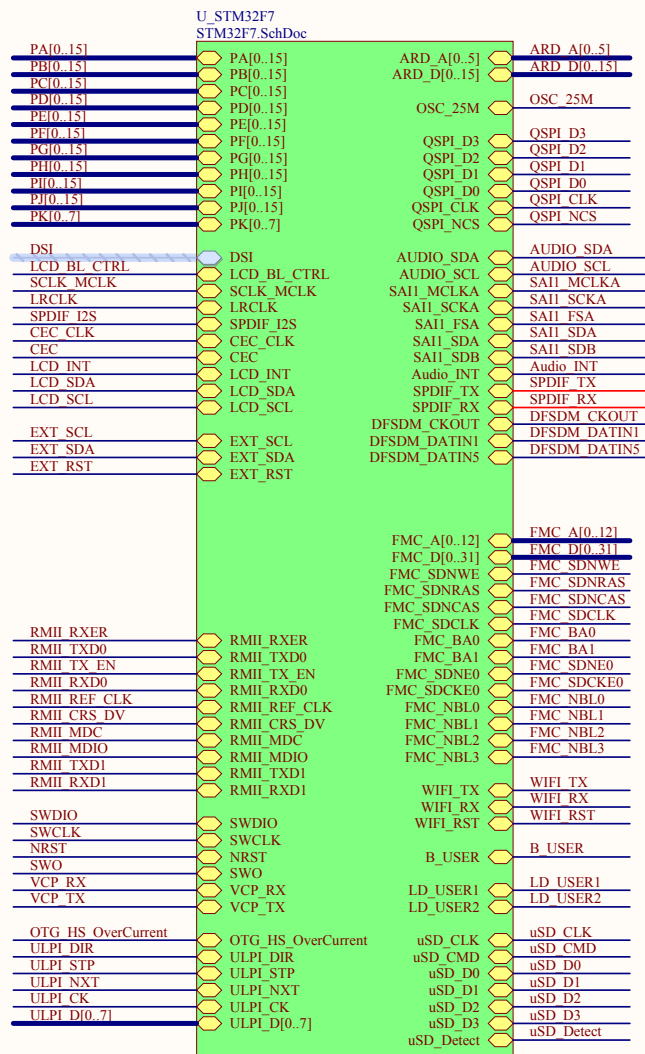 U_STM32F7
STM32F7.SchDoc
PA[0..15] PA[0..15] ARD_A[0..5] ARD_A[0..5]
PB[0..15] PB[0..15] ARD_D[0..15] ARD_D[0..15]
PC[0..15] PC[0..15]
PD[0..15] PD[0..15] OSC_25M OSC_25M
PE[0..15] PE[0..15]
PF[0..15] PF[0..15] QSPI_D3 QSPI_D3
PG[0..15] PG[0..15] QSPI_D2 QSPI_D2
PH[0..15] PH[0..15] QSPI_D1 QSPI_D1
PI[0..15] PI[0..15] QSPI_D0 QSPI_D0
PJ[0..15] PJ[0..15] QSPI_CLK QSPI_CLK
PK[0..7] PK[0..7] QSPI_NCS QSPI_NCS
DSI DSI AUDIO_SDA AUDIO_SDA
LCD_BL_CTRL LCD_BL_CTRL AUDIO_SCL AUDIO_SCL
SCLK_MCLK SCLK_MCLK SAI1_MCLKA SAI1_MCLKA
LRCLK LRCLK SAI1_SCKA SAI1_SCKA
SPDIF_I2S SPDIF_I2S SAI1_FSA SAI1_FSA
CEC_CLK CEC_CLK SAI1_SDA SAI1_SDA
CEC CEC SAI1_SDB SAI1_SDB
LCD_INT LCD_INT Audio_INT Audio_INT
LCD_SDA LCD_SDA SPDIF_TX SPDIF_TX
LCD_SCL LCD_SCL SPDIF_RX SPDIF_RX
DFSDM_CKOUT DFSDM_CKOUT
EXT_SCL EXT_SCL DFSDM_DATIN1 DFSDM_DATIN1
EXT_SDA EXT_SDA DFSDM_DATIN5 DFSDM_DATIN5
EXT_RST EXT_RST
FMC_A[0..12] FMC_A[0..12]
FMC_D[0..31] FMC_D[0..31]
FMC_SDNWE FMC_SDNWE
FMC_SDNRAS FMC_SDNRAS
FMC_SDNCAS FMC_SDNCAS
FMC_SDCLK FMC_SDCLK
RMII_RXER RMII_RXER FMC_BA0 FMC_BA0
RMII_TXD0 RMII_TXD0 FMC_BA1 FMC_BA1
RMII_TX_EN RMII_TX_EN FMC_SDNE0 FMC_SDNE0
RMII_RXD0 RMII_RXD0 FMC_SDCKE0 FMC_SDCKE0
RMII_REF_CLK RMII_REF_CLK FMC_NBL0 FMC_NBL0
RMII_CRS_DV RMII_CRS_DV FMC_NBL1 FMC_NBL1
RMII_MDC RMII_MDC FMC_NBL2 FMC_NBL2
RMII_MDIO RMII_MDIO FMC_NBL3 FMC_NBL3
RMII_TXD1 RMII_TXD1
RMII_RXD1 RMII_RXD1 WIFI_TX WIFI_TX
WIFI_RX WIFI_RX
SWDIO SWDIO WIFI_RST WIFI_RST
SWCLK SWCLK
NRST NRST B_USER B_USER
SWO SWO
VCP_RX VCP_RX LD_USER1 LD_USER1
VCP_TX VCP_TX LD_USER2 LD_USER2
OTG_HS_OverCurrent OTG_HS_OverCurrent uSD_CLK uSD_CLK
ULPI_DIR ULPI_DIR uSD_CMD uSD_CMD
ULPI_STP ULPI_STP uSD_D0 uSD_D0
ULPI_NXT ULPI_NXT uSD_D1 uSD_D1
ULPI_CK ULPI_CK uSD_D2 uSD_D2
ULPI_D[0..7] ULPI_D[0..7] uSD_D3 uSD_D3
uSD_Detect uSD_Detect